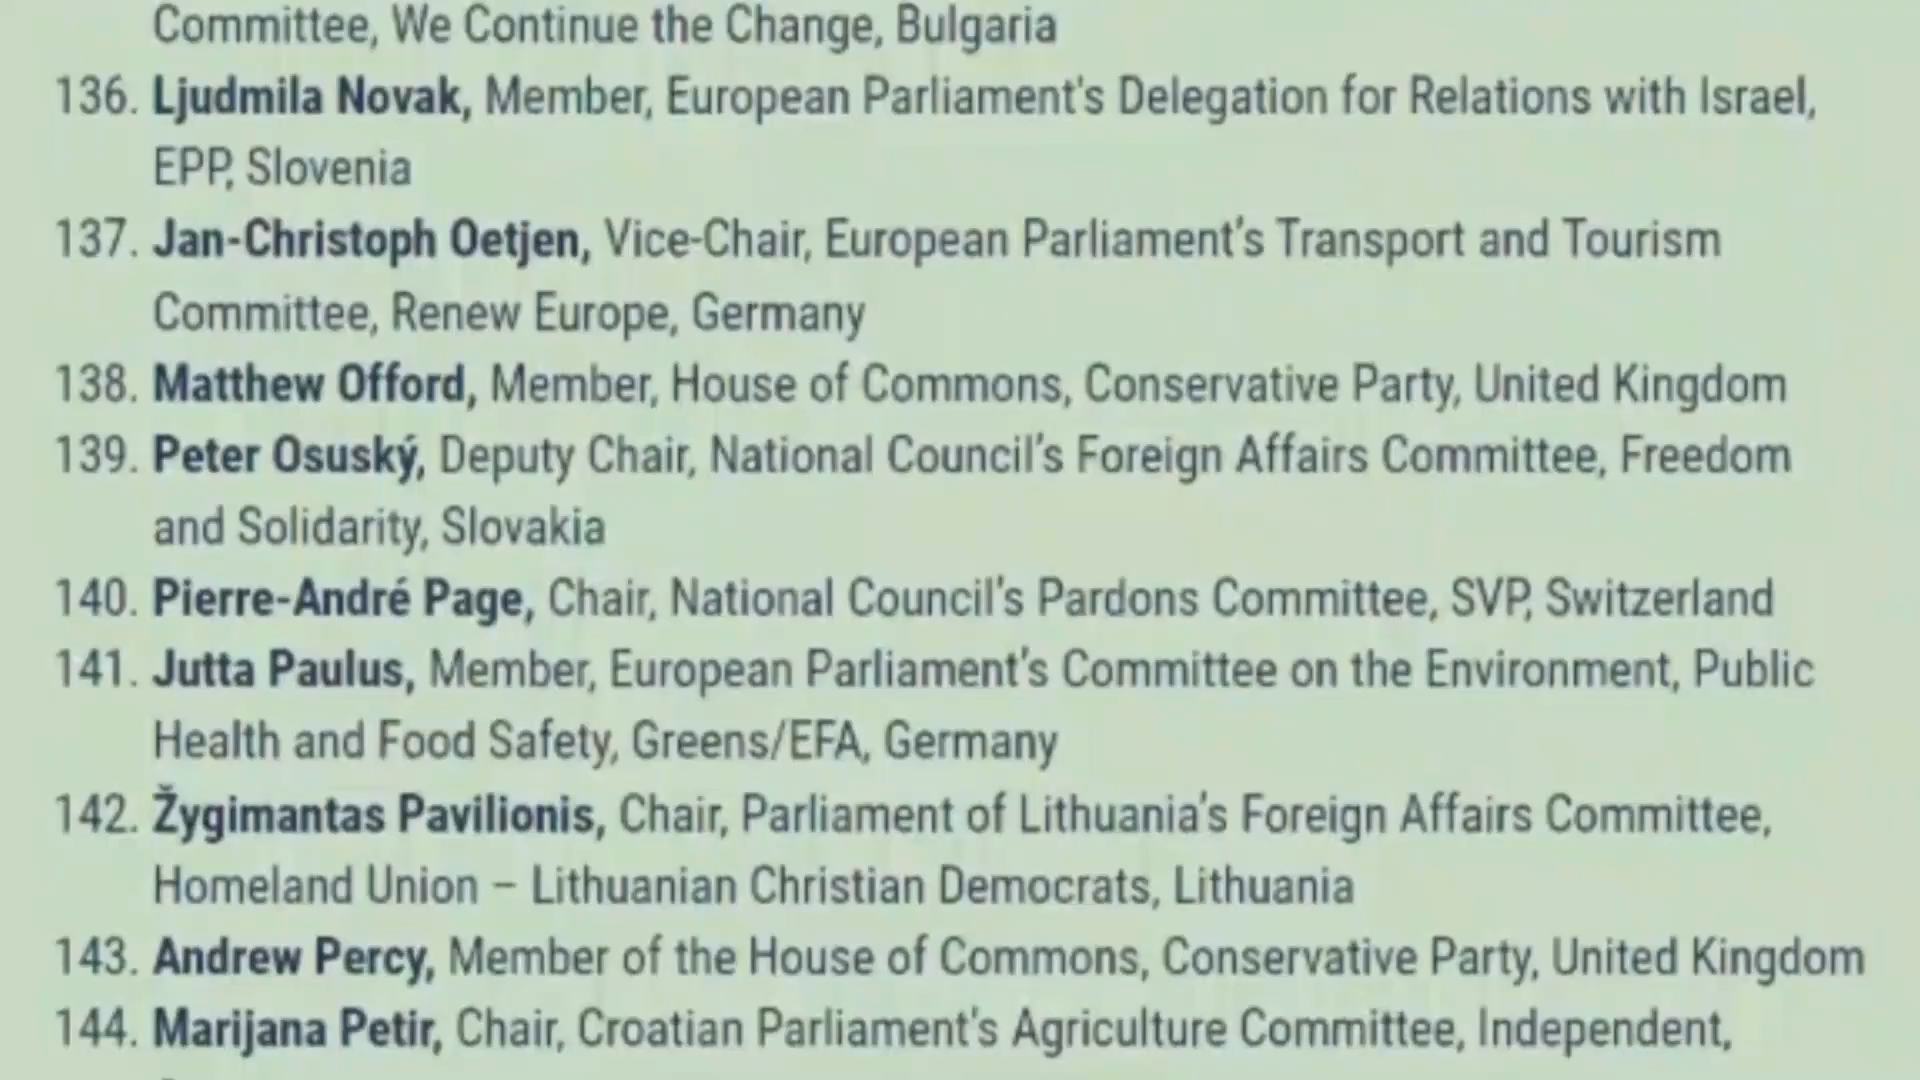 Committee, We Continue the Change, Bulgaria
136. Ljudmila Novak, Member, European Parliament's Delegation for Relations with Israel,
EPP, Slovenia
137. Jan-Christoph Oetjen, Vice-Chair, European Parliament's Transport and Tourism
Committee, Renew Europe, Germany
138. Matthew Offord, Member, House of Commons, Conservative Party, United Kingdom
139. Peter Osuský, Deputy Chair, National Council's Foreign Affairs Committee, Freedom
and Solidarity, Slovakia
140. Pierre-André Page, Chair, National Council's Pardons Committee, SVP, Switzerland
141. Jutta Paulus, Member, European Parliament's Committee on the Environment, Public
Health and Food Safety, Greens/EFA, Germany
142. Žygimantas Pavilionis, Chair, Parliament of Lithuania's Foreign Affairs Committee,
Homeland Union – Lithuanian Christian Democrats, Lithuania
143. Andrew Percy, Member of the House of Commons, Conservative Party, United Kingdom
144. Marijana Petir, Chair, Croatian Parliament's Agriculture Committee, Independent,